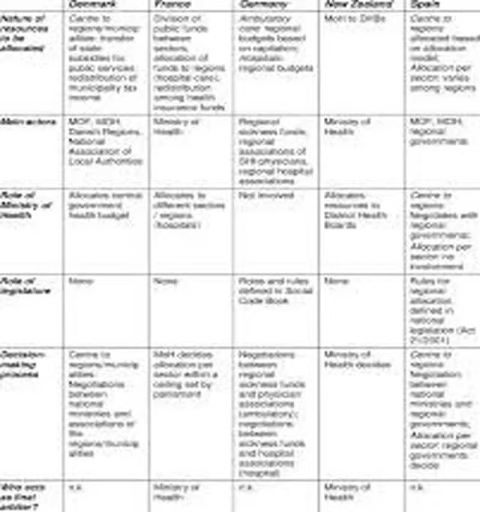 Denmark France Germany New Zealand Spain
Nature of
resources
to be
allocated
Centre to
regions/municip
alities: transfer
of state
subsidies for
public services
redistribution of
municipality tax
income
Division of
public funds
between
sectors,
allocation of
funds to regions
(hospital care),
redistribution
among health
insurance funds
Ambulatory
care: regional
budgets based
on capitation;
Hospitals:
regional budgets
MoH to DHBs
Centre to
regions:
allocated based
on allocation
model;
Allocation per
sector: varies
among regions
Main actors
MOF, MOH,
Danish Regions,
National
Association of
Local Authorities
Ministry of
Health
Regional
sickness funds,
regional
associations of
SHI physicians,
regional hospital
associations
Ministry of
Health
MOF, MOH,
regional
governments
Role of
Ministry of
Health
Allocates central
government
health budget
Allocates to
different sectors
/ regions
(hospitals)
Not involved
Allocates
resources to
District Health
Boards
Centre to
regions:
Negotiates with
regional
governments;
Allocation per
sector: no
involvement
Role of
legislature
None
None
Roles and rules
defined in Social
Code Book
None
Rules for
regional
allocation
defined in
national
legislation (Act
21/2001)
Decision-
making
process
Centre to
regions/municip
alities:
Negotiations
between
national
ministries and
associations of
the
regions/municip
alities
MoH decides
allocation per
sector within a
ceiling set by
parliament
Negotiations
between
regional
sickness funds
and physician
associations
(ambulatory);
negotiations
between
sickness funds
and hospital
associations
(hospital)
Ministry of
Health decides
Centre to
regions:
Negotiation
between
national
ministries and
regional
governments;
Allocation per
sector: regional
governments
decide
Who acts
as final
arbiter?
n.a.
Ministry of
Health
n.a.
Ministry of
Health
n.a.